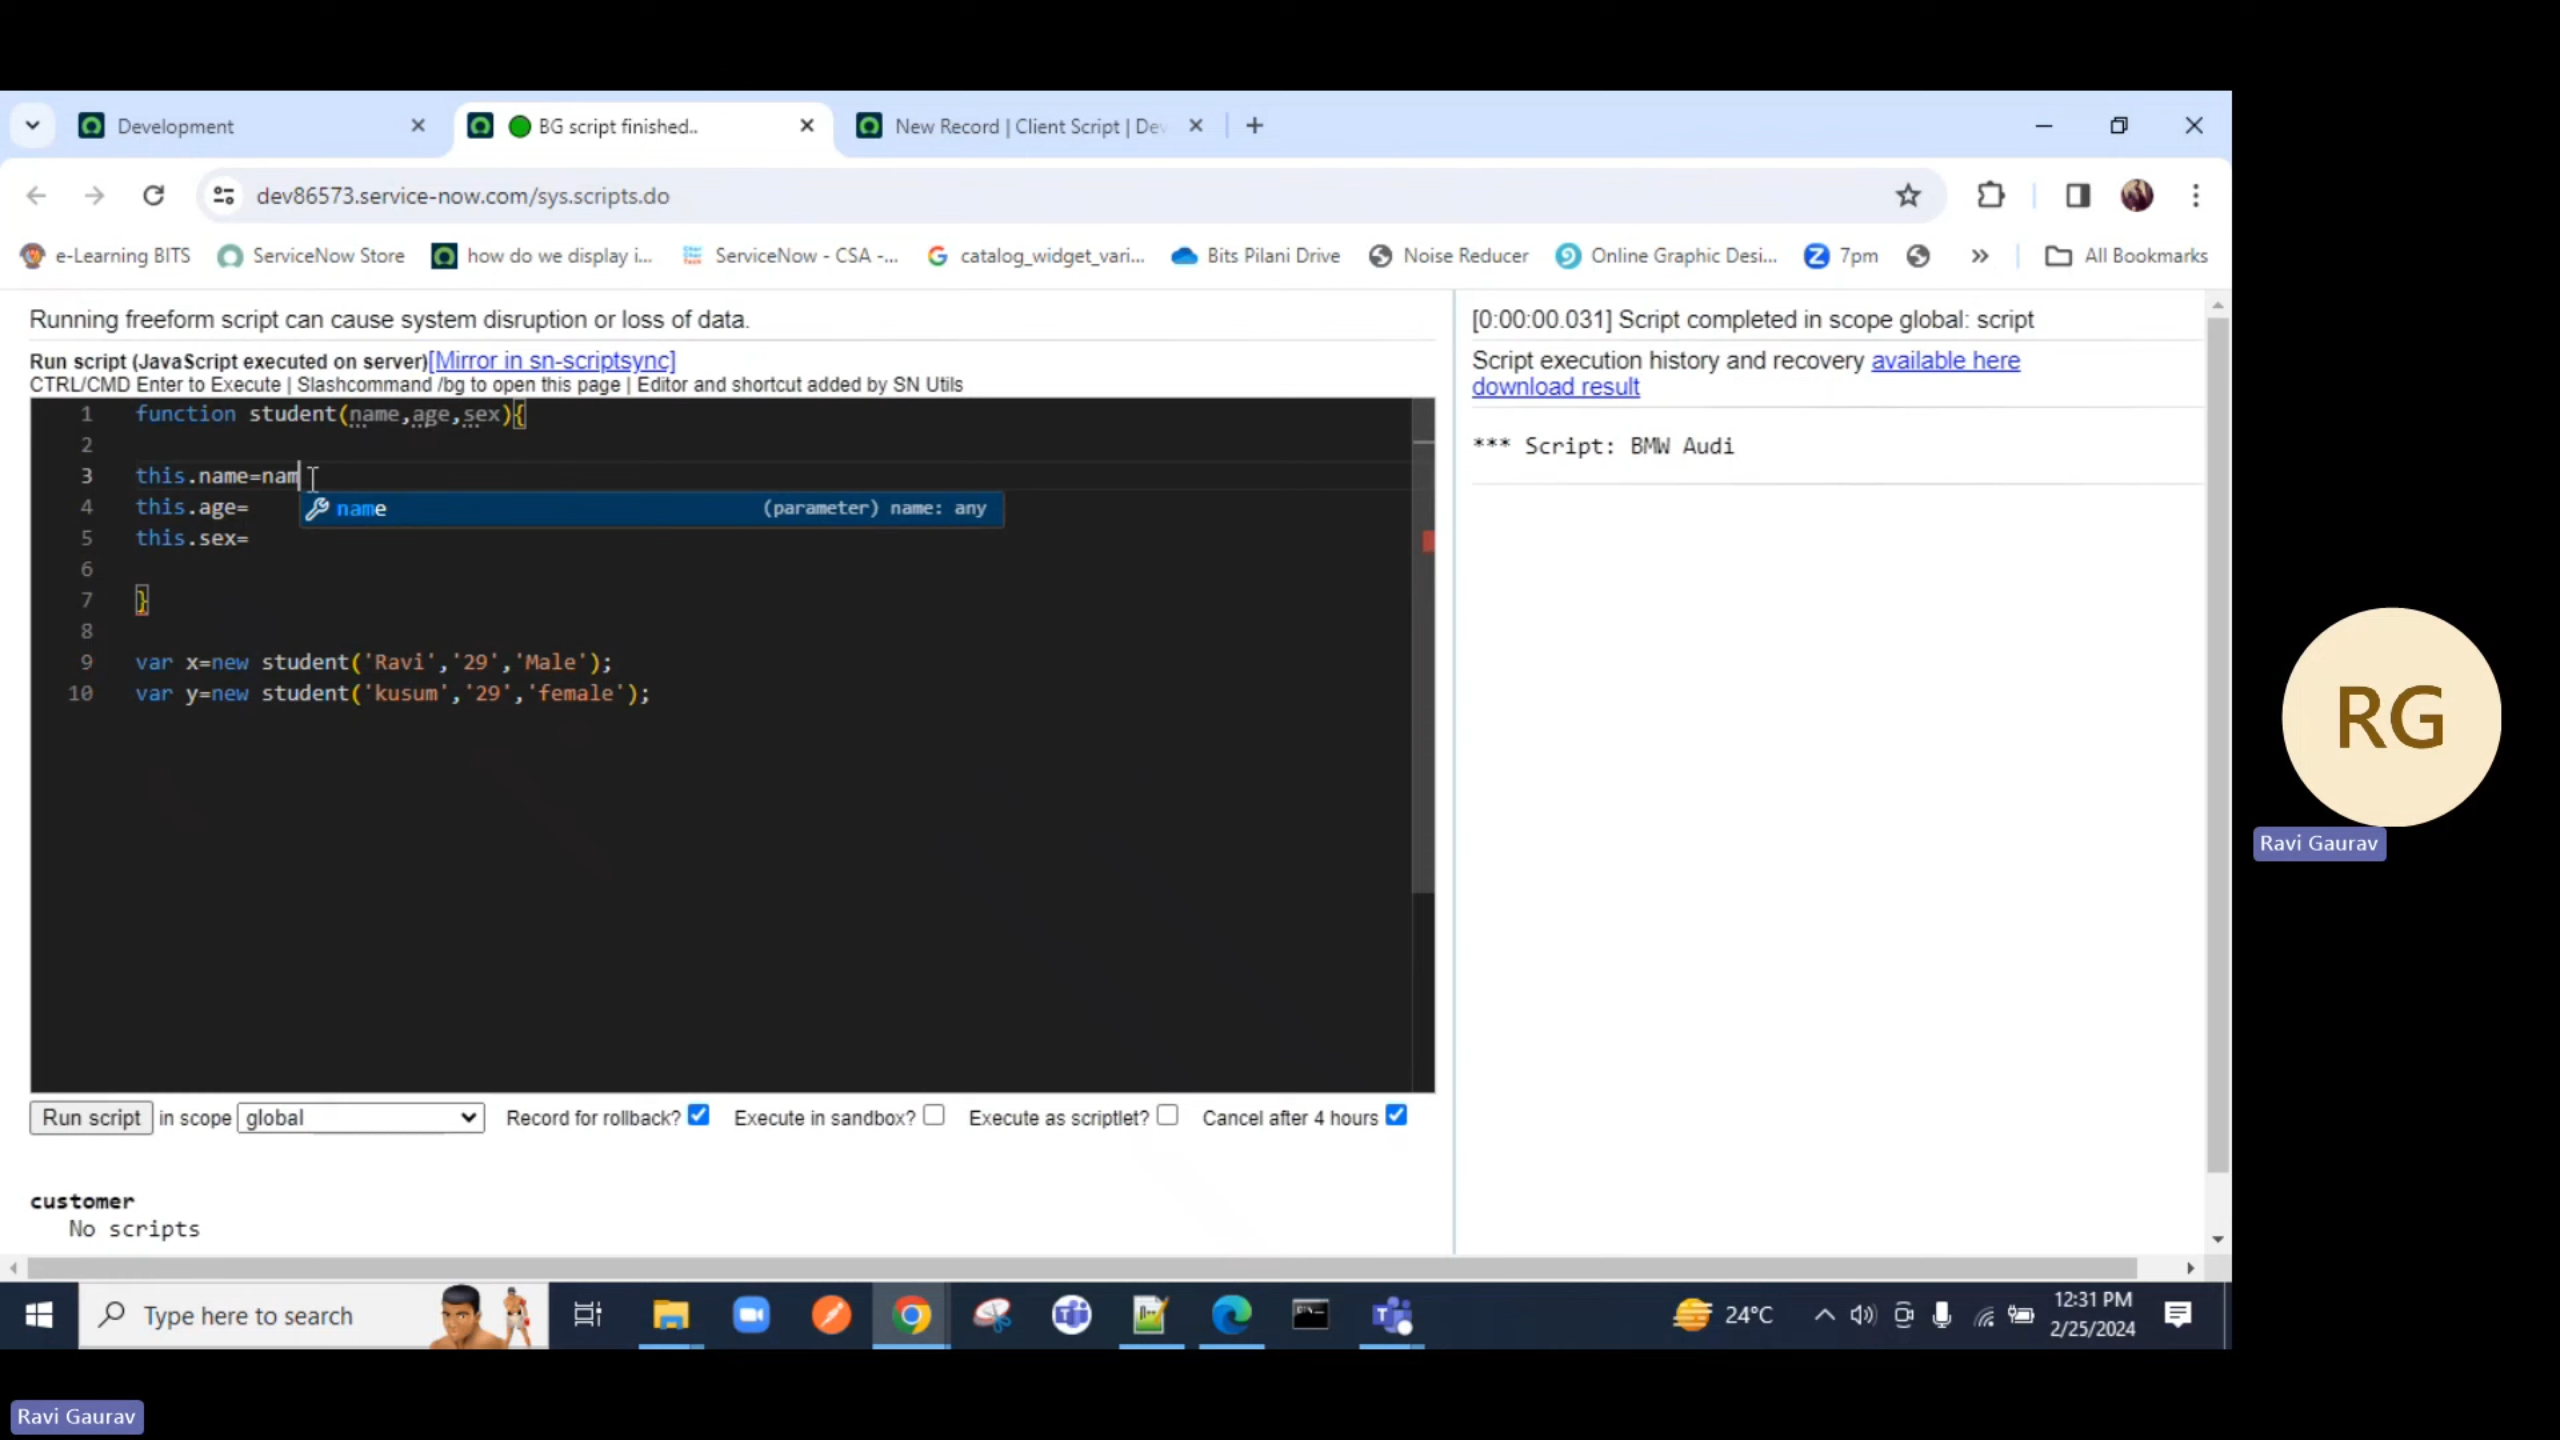 Development
BG script finished..
New Record | Client Script | Dev
dev86573.service-now.com/sys.scripts.do
e-Learning BITS
ServiceNow Store
how do we display i...
ServiceNow - CSA -...
catalog_widget_vari...
Bits Pilani Drive
Noise Reducer
Online Graphic Desi...
7pm
All Bookmarks
Running freeform script can cause system disruption or loss of data.
Run script (JavaScript executed on server)[Mirror in sn-scriptsync]
CTRL/CMD Enter to Execute | Slashcommand /bg to open this page | Editor and shortcut added by SN Utils
1 function student(name,age,sex){
2
3 this.name=nam
name (parameter) name: any
4 this.age=
5 this.sex=
6
7 }
8
9 var x=new student('Ravi','29','Male');
10 var y=new student('kusum','29','female');
Run script in scope global Record for rollback? Execute in sandbox? Execute as scriptlet? Cancel after 4 hours
customer
No scripts
[0:00:00.031] Script completed in scope global: script
Script execution history and recovery available here
download result
*** Script: BMW Audi
RG
Ravi Gaurav
Type here to search
24°C
12:31 PM
2/25/2024
Ravi Gaurav